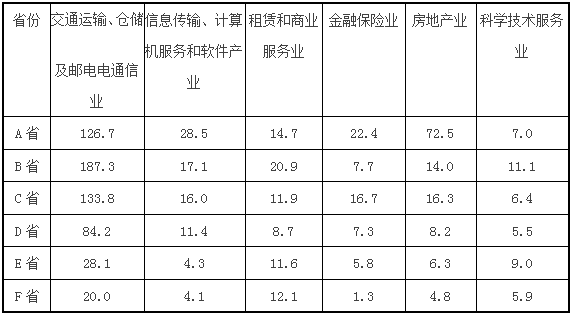 省份 交通运输、仓储及邮电电通信业 信息传输、计算机服务和软件产业 租赁和商业服务业 金融保险业 房地产业 科学技术服务业
A省 126.7 28.5 14.7 22.4 72.5 7.0
B省 187.3 17.1 20.9 7.7 14.0 11.1
C省 133.8 16.0 11.9 16.7 16.3 6.4
D省 84.2 11.4 8.7 7.3 8.2 5.5
E省 28.1 4.3 11.6 5.8 6.3 9.0
F省 20.0 4.1 12.1 1.3 4.8 5.9